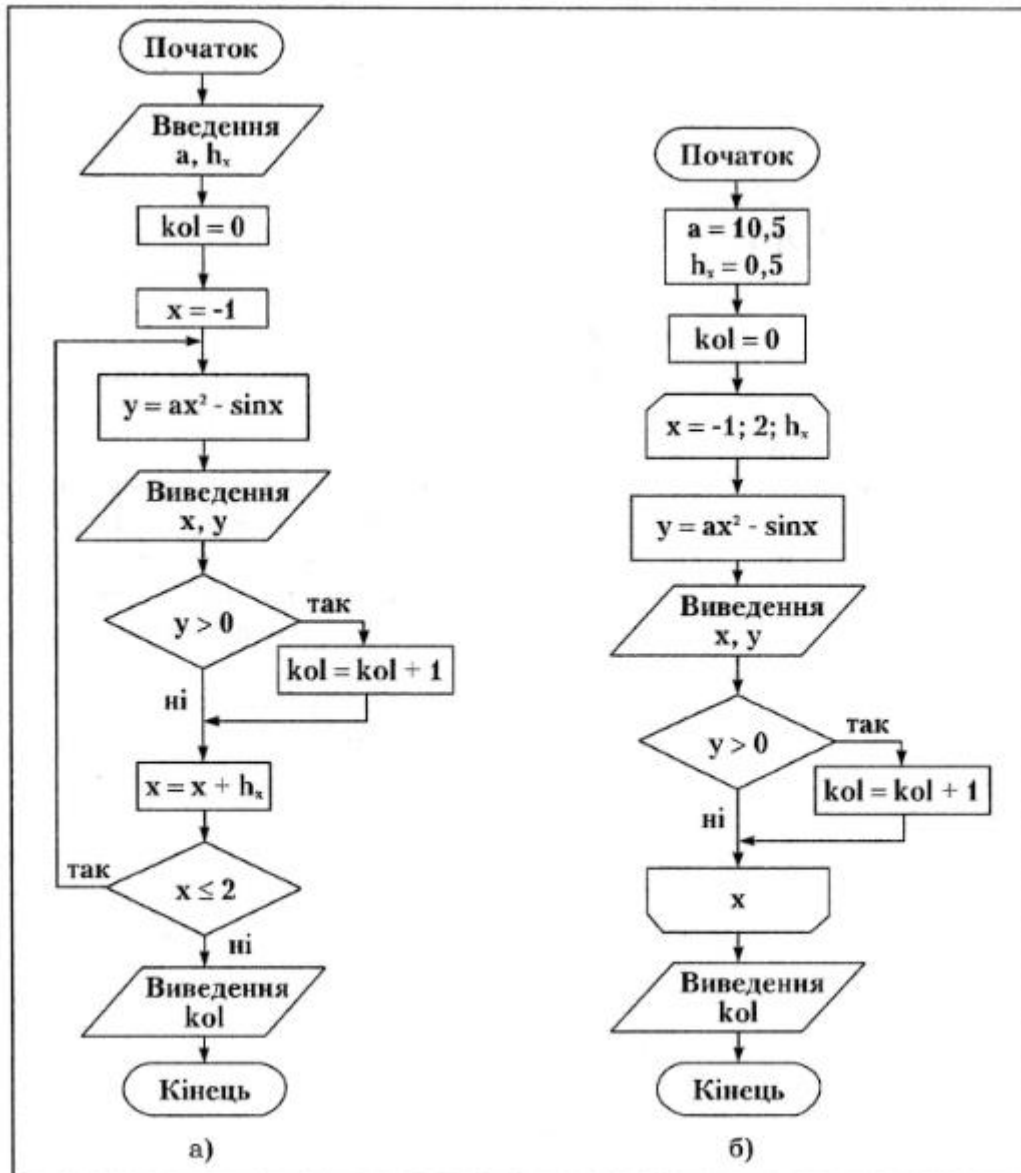 Початок
Введення
a, hₓ
kol = 0
x = -1
y = ax² - sinx
Виведення
x, y
y > 0
так
kol = kol + 1
ні
x = x + hₓ
так
x ≤ 2
ні
Виведення
kol
Кінець
а)
Початок
a = 10,5
hₓ = 0,5
kol = 0
x = -1; 2; hₓ
y = ax² - sinx
Виведення
x, y
y > 0
так
kol = kol + 1
ні
x
Виведення
kol
Кінець
б)